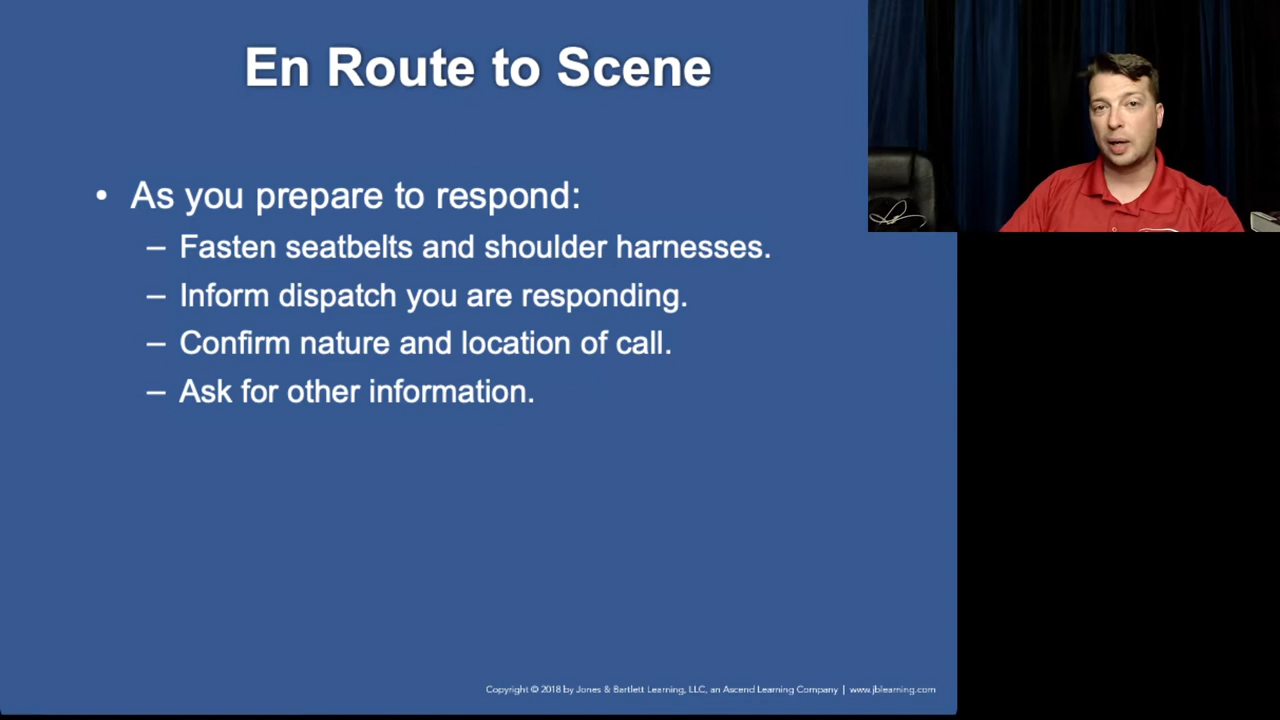 En Route to Scene
• As you prepare to respond:
– Fasten seatbelts and shoulder harnesses.
– Inform dispatch you are responding.
– Confirm nature and location of call.
– Ask for other information.
Copyright © 2018 by Jones & Bartlett Learning, LLC, an Ascend Learning Company | www.jblearning.com